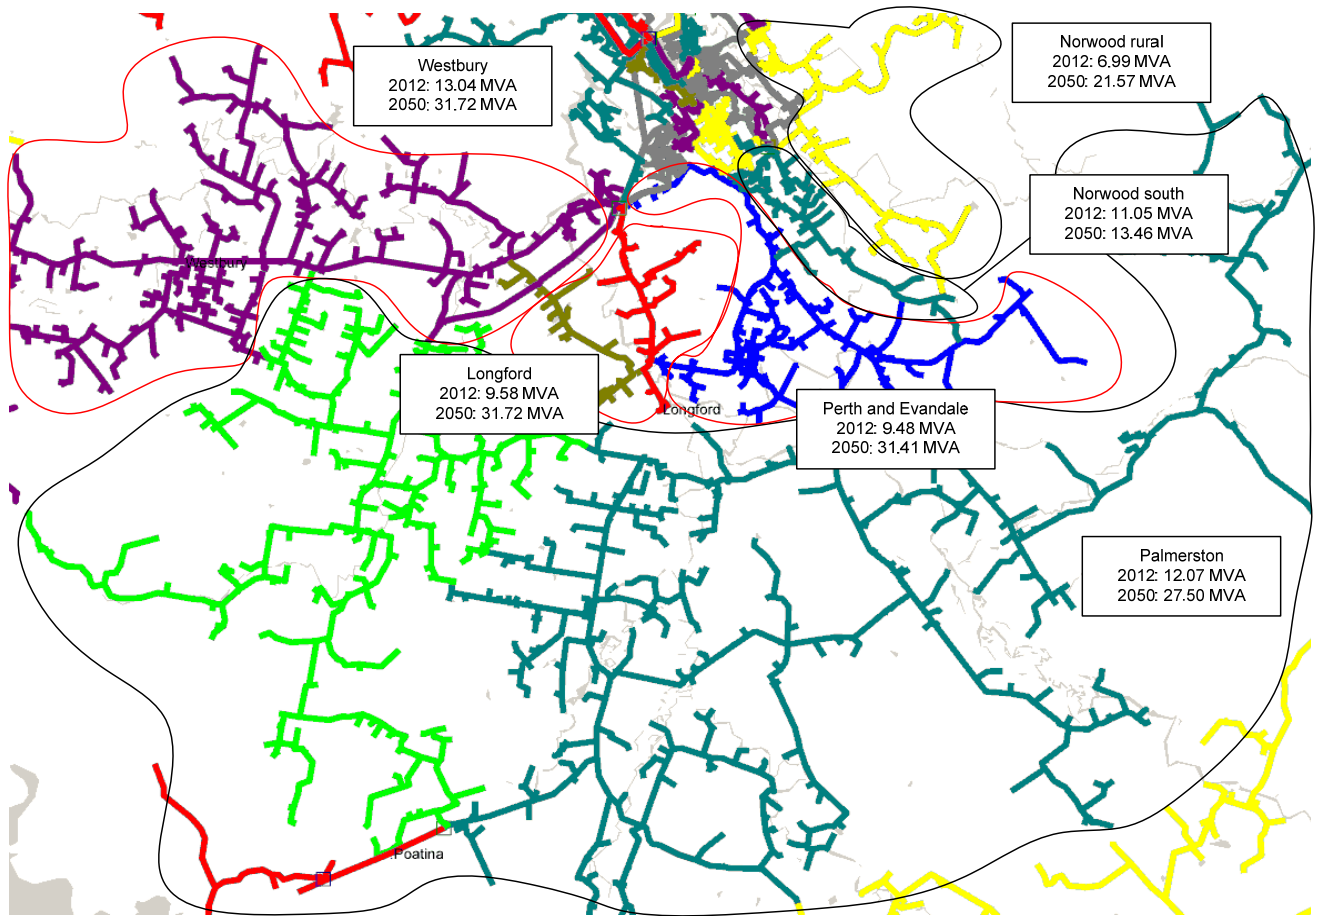 Norwood rural
2012: 6.99 MVA
2050: 21.57 MVA
Westbury
2012: 13.04 MVA
2050: 31.72 MVA
Norwood south
2012: 11.05 MVA
2050: 13.46 MVA
Westbury
Longford
2012: 9.58 MVA
2050: 31.72 MVA
Longford
Perth and Evandale
2012: 9.48 MVA
2050: 31.41 MVA
Palmerston
2012: 12.07 MVA
2050: 27.50 MVA
Poatina